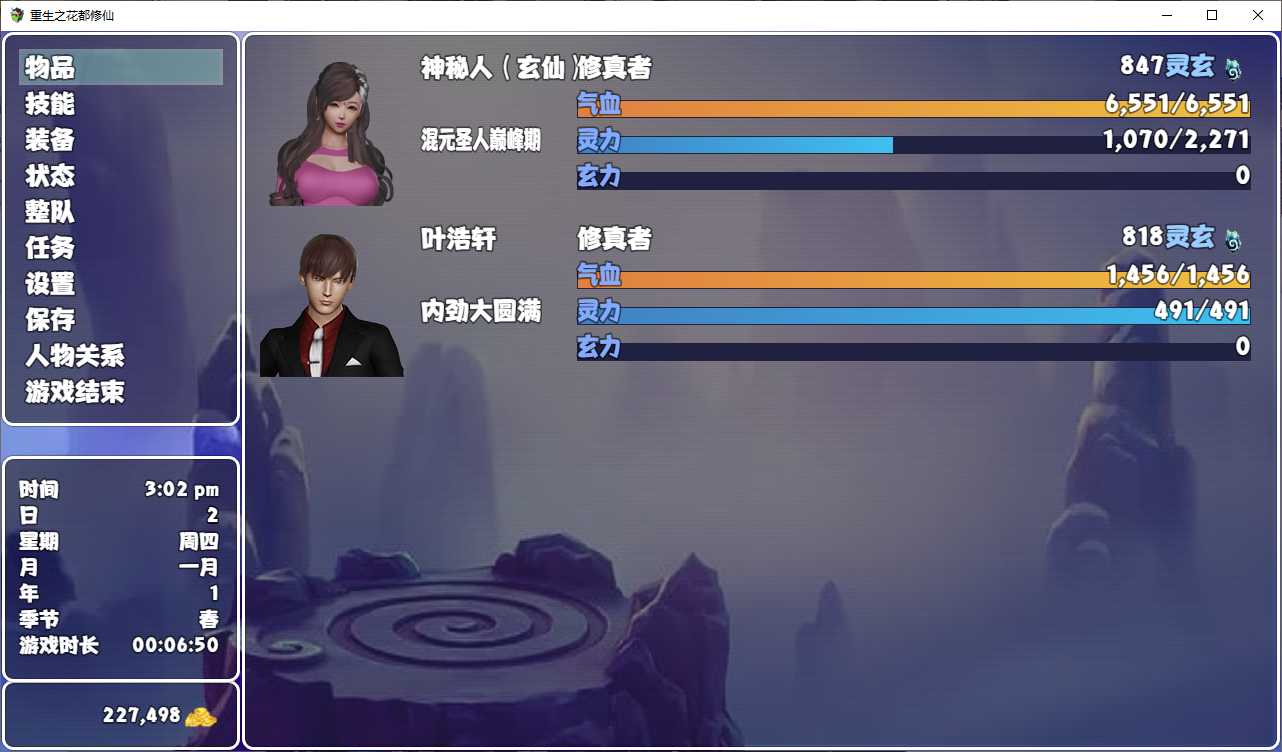 重生之花都修仙
物品
技能
装备
状态
整队
任务
设置
保存
人物关系
游戏结束
时间 3:02 pm
日 2
星期 周四
月 一月
年 1
季节 春
游戏时长 00:06:50
227,498
神秘人（玄仙）修真者 847灵玄
气血 6,551/6,551
混元圣人巅峰期 灵力 1,070/2,271
玄力 0
叶浩轩 修真者 818灵玄
气血 1,456/1,456
内劲大圆满 灵力 491/491
玄力 0